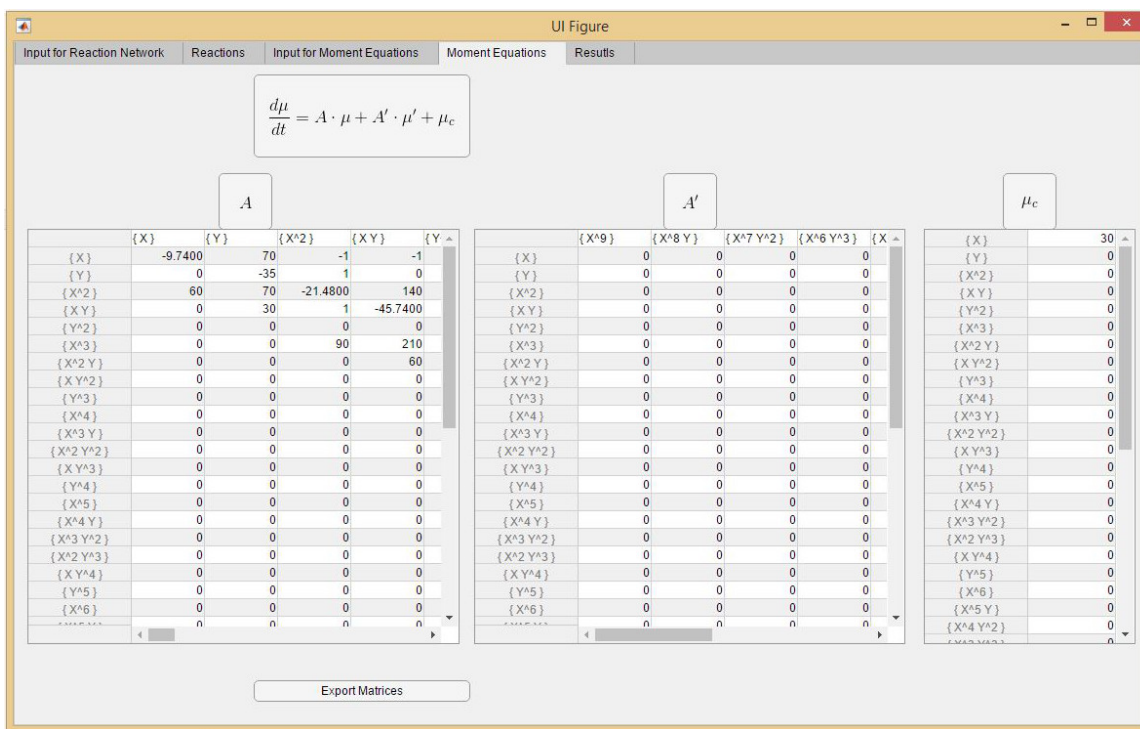 UI Figure
Input for Reaction Network Reactions Input for Moment Equations Moment Equations Resutls
dμ/dt = A · μ + A′ · μ′ + μc
A A′ μc
{X} {Y} {X^2} {X Y} {Y
{X} -9.7400 70 -1 -1
{Y} 0 -35 1 0
{X^2} 60 70 -21.4800 140
{X Y} 0 30 1 -45.7400
{Y^2} 0 0 0 0
{X^3} 0 0 90 210
{X^2 Y} 0 0 0 60
{X Y^2} 0 0 0 0
{Y^3} 0 0 0 0
{X^4} 0 0 0 0
{X^3 Y} 0 0 0 0
{X^2 Y^2} 0 0 0 0
{X Y^3} 0 0 0 0
{Y^4} 0 0 0 0
{X^5} 0 0 0 0
{X^4 Y} 0 0 0 0
{X^3 Y^2} 0 0 0 0
{X^2 Y^3} 0 0 0 0
{X Y^4} 0 0 0 0
{Y^5} 0 0 0 0
{X^6} 0 0 0 0
{X^9} {X^8 Y} {X^7 Y^2} {X^6 Y^3} {X
{X} 0 0 0 0
{Y} 0 0 0 0
{X^2} 0 0 0 0
{X Y} 0 0 0 0
{Y^2} 0 0 0 0
{X^3} 0 0 0 0
{X^2 Y} 0 0 0 0
{X Y^2} 0 0 0 0
{Y^3} 0 0 0 0
{X^4} 0 0 0 0
{X^3 Y} 0 0 0 0
{X^2 Y^2} 0 0 0 0
{X Y^3} 0 0 0 0
{Y^4} 0 0 0 0
{X^5} 0 0 0 0
{X^4 Y} 0 0 0 0
{X^3 Y^2} 0 0 0 0
{X^2 Y^3} 0 0 0 0
{X Y^4} 0 0 0 0
{Y^5} 0 0 0 0
{X^6} 0 0 0 0
{X} 30
{Y} 0
{X^2} 0
{X Y} 0
{Y^2} 0
{X^3} 0
{X^2 Y} 0
{X Y^2} 0
{Y^3} 0
{X^4} 0
{X^3 Y} 0
{X^2 Y^2} 0
{X Y^3} 0
{Y^4} 0
{X^5} 0
{X^4 Y} 0
{X^3 Y^2} 0
{X^2 Y^3} 0
{X Y^4} 0
{Y^5} 0
{X^6} 0
{X^5 Y} 0
{X^4 Y^2} 0
Export Matrices